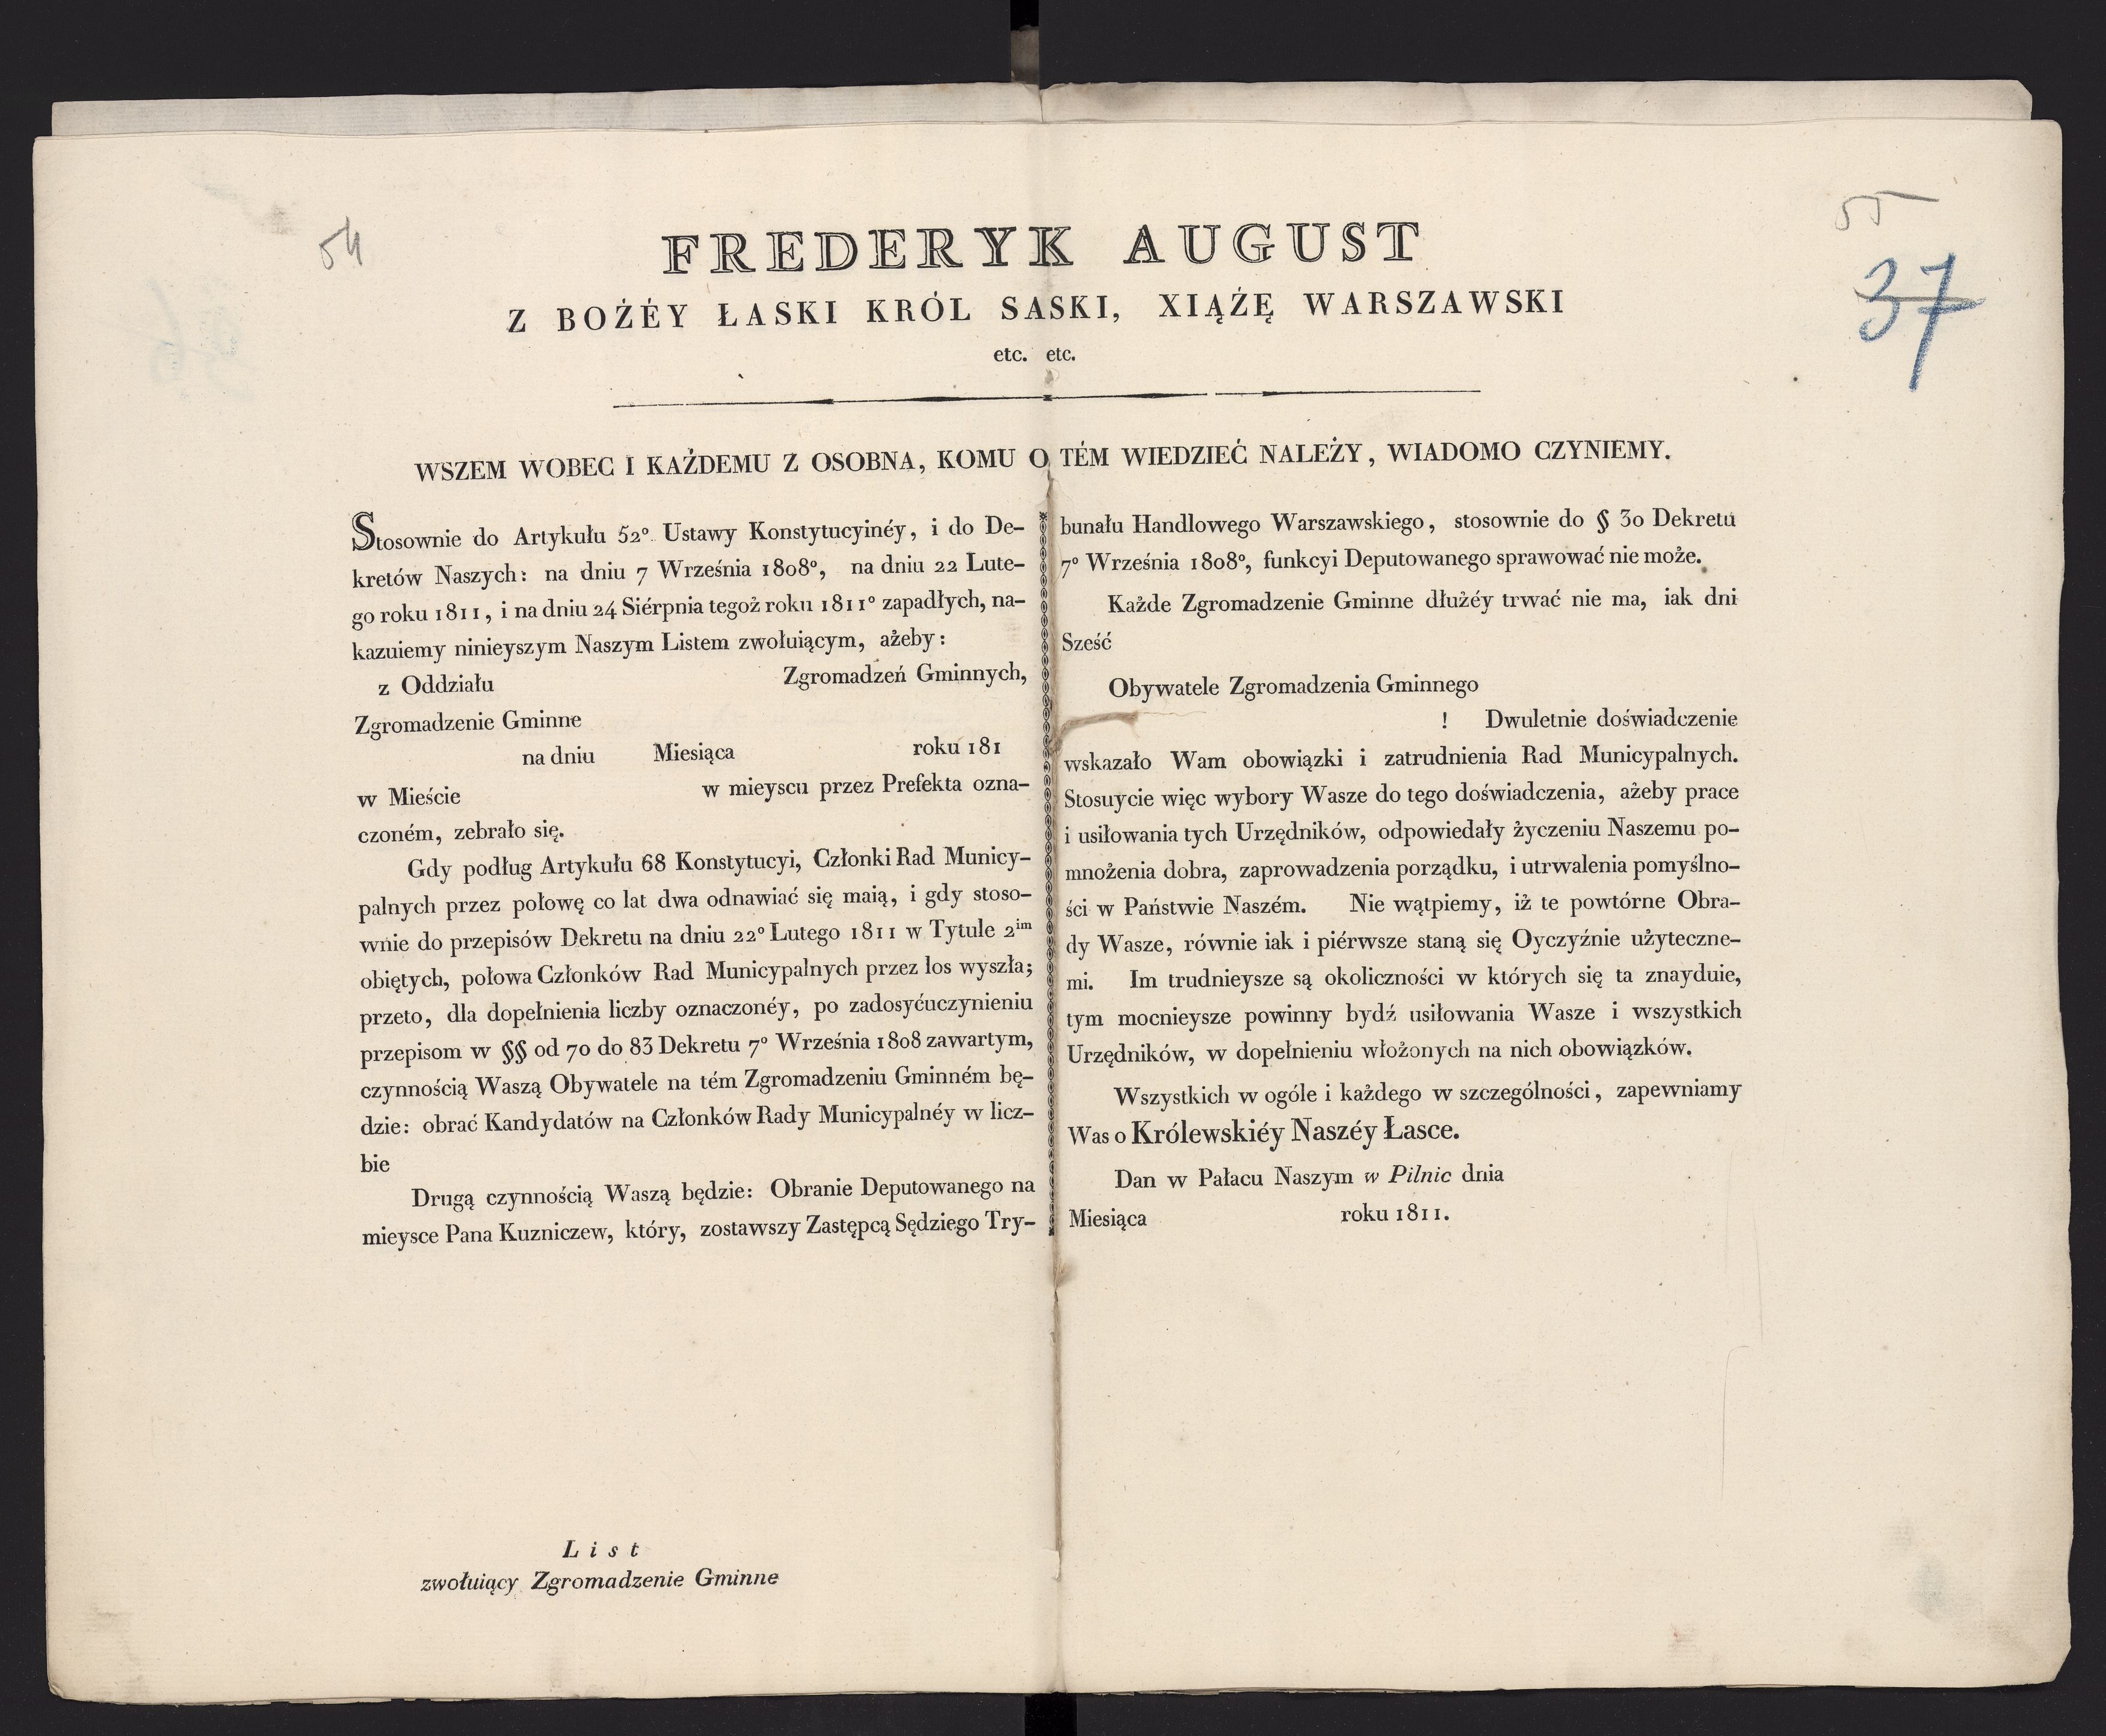 54
55
37
FREDERYK AUGUST
Z BOŻÉY ŁASKI KRÓL SASKI, XIĄŻĘ WARSZAWSKI
etc. etc.
WSZEM WOBEC I KAŻDEMU Z OSOBNA, KOMU O TÉM WIEDZIEĆ NALEŻY, WIADOMO CZYNIEMY.
Stosownie do Artykułu 52º Ustawy Konstytucyinéy, i do De-
kretów Naszych: na dniu 7 Września 1808º, na dniu 22 Lute-
go roku 1811, i na dniu 24 Siérpnia tegoż roku 1811º zapadłych, na-
kazuiemy ninieyszym Naszym Listem zwołuiącym, ażeby:
z Oddziału Zgromadzeń Gminnych,
Zgromadzenie Gminne
na dniu Miesiąca roku 181
w Mieście w mieyscu przez Prefekta ozna-
czoném, zebrało się.
Gdy podług Artykułu 68 Konstytucyi, Członki Rad Municy-
palnych przez połowę co lat dwa odnawiać się maią, i gdy stoso-
wnie do przepisów Dekretu na dniu 22º Lutego 1811 w Tytule 2im
obiętych, połowa Członków Rad Municypalnych przez los wyszła;
przeto, dla dopełnienia liczby oznaczonéy, po zadosyćuczynieniu
przepisom w §§ od 70 do 83 Dekretu 7º Września 1808 zawartym,
czynnością Waszą Obywatele na tém Zgromadzeniu Gminném bę-
dzie: obrać Kandydatów na Członków Rady Municypalnéy w licz-
bie
Drugą czynnością Waszą będzie: Obranie Deputowanego na
mieysce Pana Kuzniczew, który, zostawszy Zastępcą Sędziego Try-
bunału Handlowego Warszawskiego, stosownie do § 30 Dekretu
7º Września 1808º, funkcyi Deputowanego sprawować nie może.
Każde Zgromadzenie Gminne dłużéy trwać nie ma, iak dni
Sześć
Obywatele Zgromadzenia Gminnego
! Dwuletnie doświadczenie
wskazało Wam obowiązki i zatrudnienia Rad Municypalnych.
Stosuycie więc wybory Wasze do tego doświadczenia, ażeby prace
i usiłowania tych Urzędników, odpowiedały życzeniu Naszemu po-
mnożenia dobra, zaprowadzenia porządku, i utrwalenia pomyślno-
ści w Państwie Naszém. Nie wątpiemy, iż te powtórne Obra-
dy Wasze, równie iak i piérwsze staną się Oyczyźnie użyteczne-
mi. Im trudnieysze są okoliczności w których się ta znayduie,
tym mocnieysze powinny bydź usiłowania Wasze i wszystkich
Urzędników, w dopełnieniu włożonych na nich obowiązków.
Wszystkich w ogóle i każdego w szczególności, zapewniamy
Was o Królewskiéy Naszéy Łasce.
Dan w Pałacu Naszym w Pilnic dnia
Miesiąca roku 1811.
List
zwołuiący Zgromadzenie Gminne